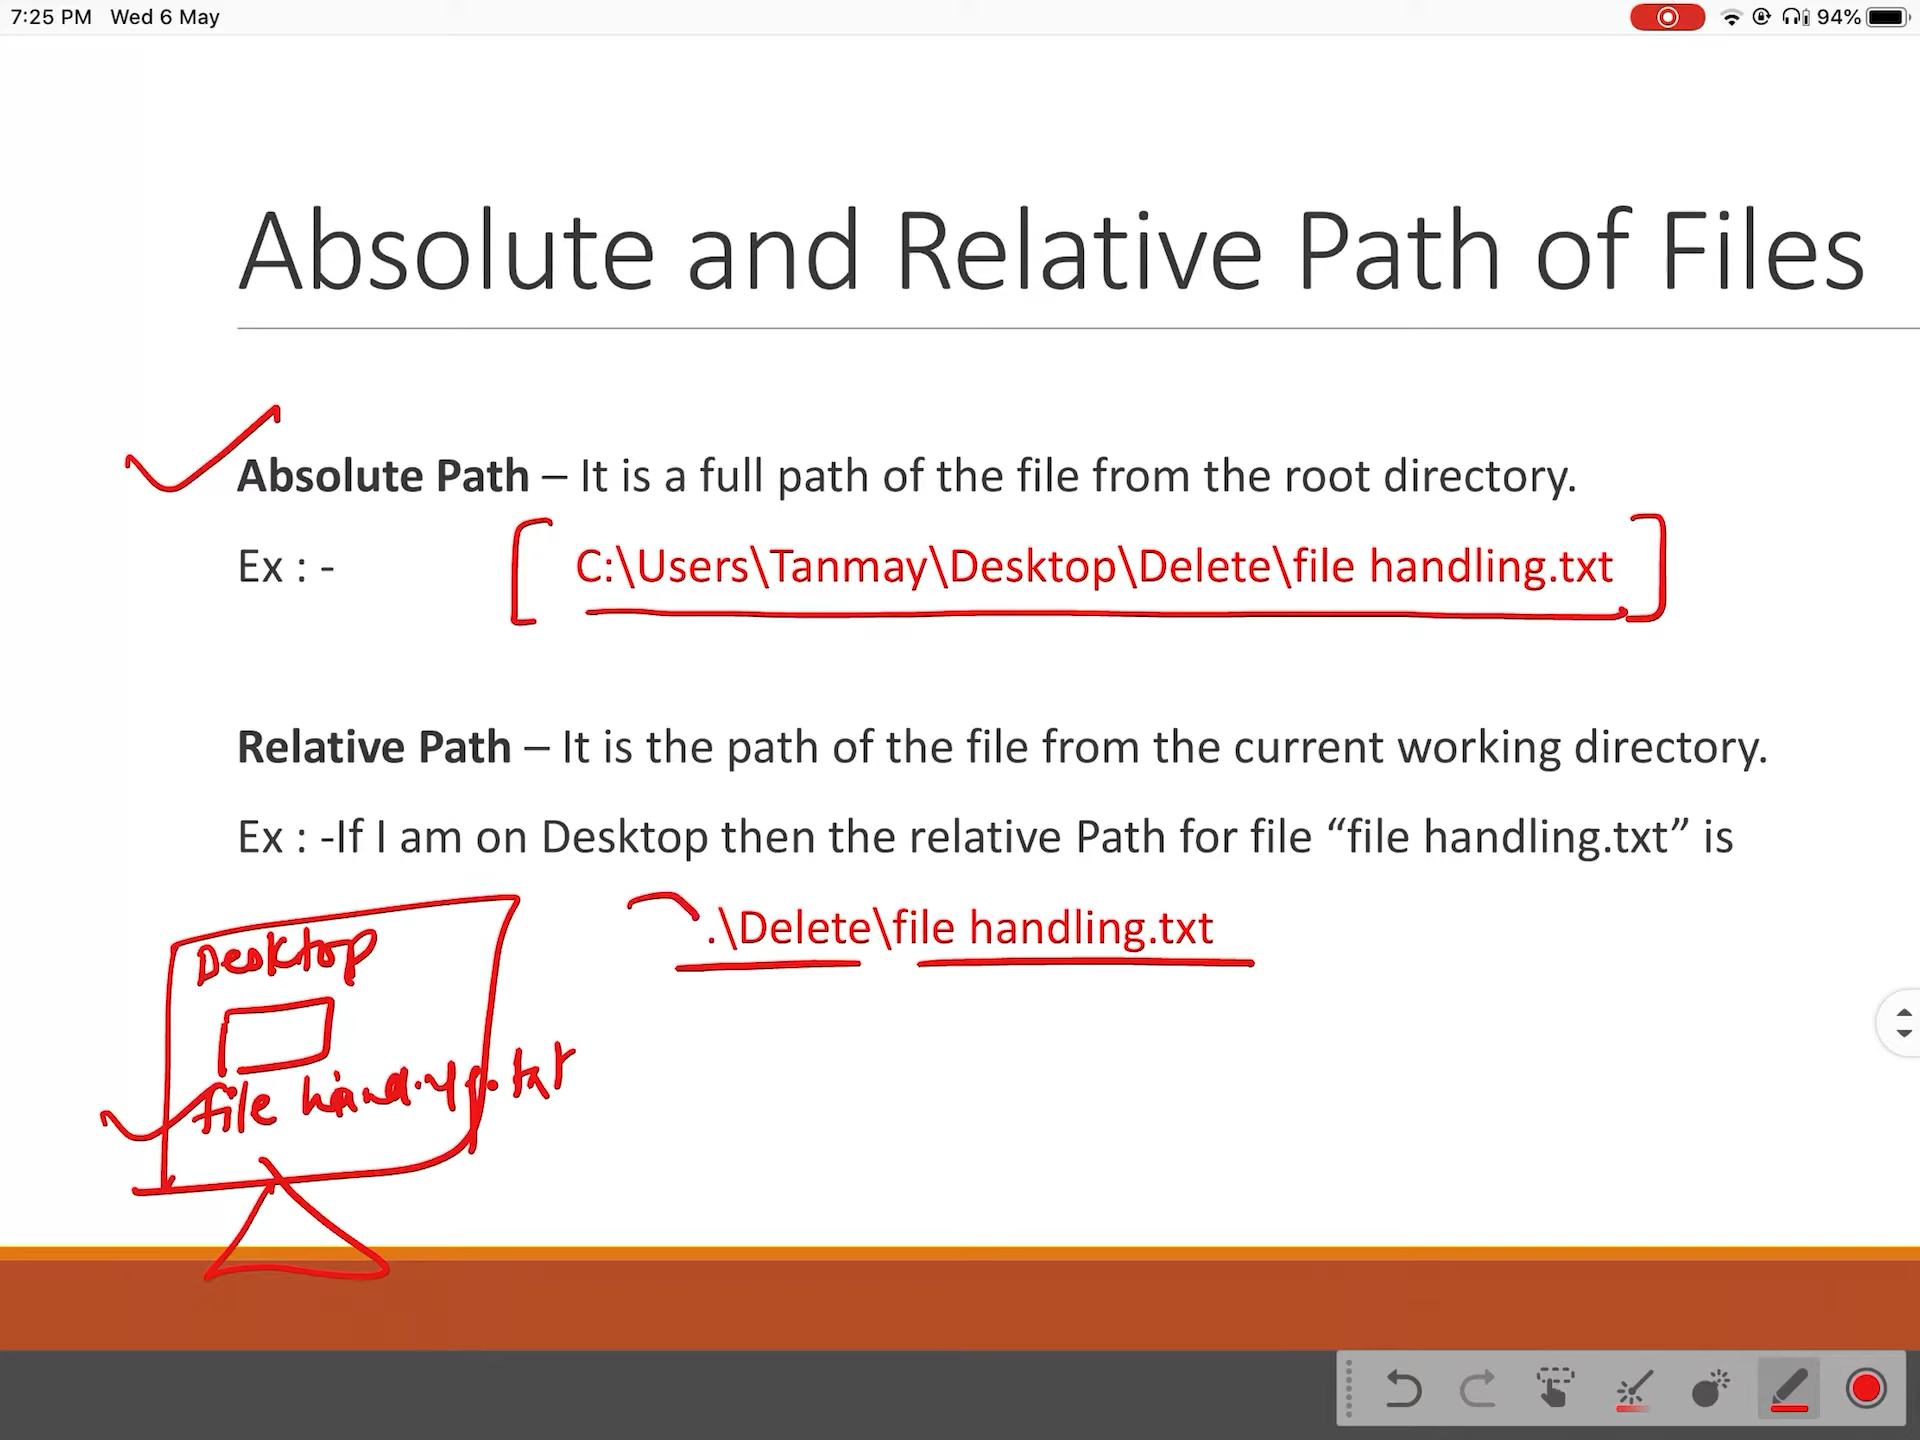 7:25 PM Wed 6 May
94%
Absolute and Relative Path of Files
Absolute Path – It is a full path of the file from the root directory.
Ex : - C:\Users\Tanmay\Desktop\Delete\file handling.txt
Relative Path – It is the path of the file from the current working directory.
Ex : -If I am on Desktop then the relative Path for file “file handling.txt” is
.\Delete\file handling.txt
Desktop
file .txt